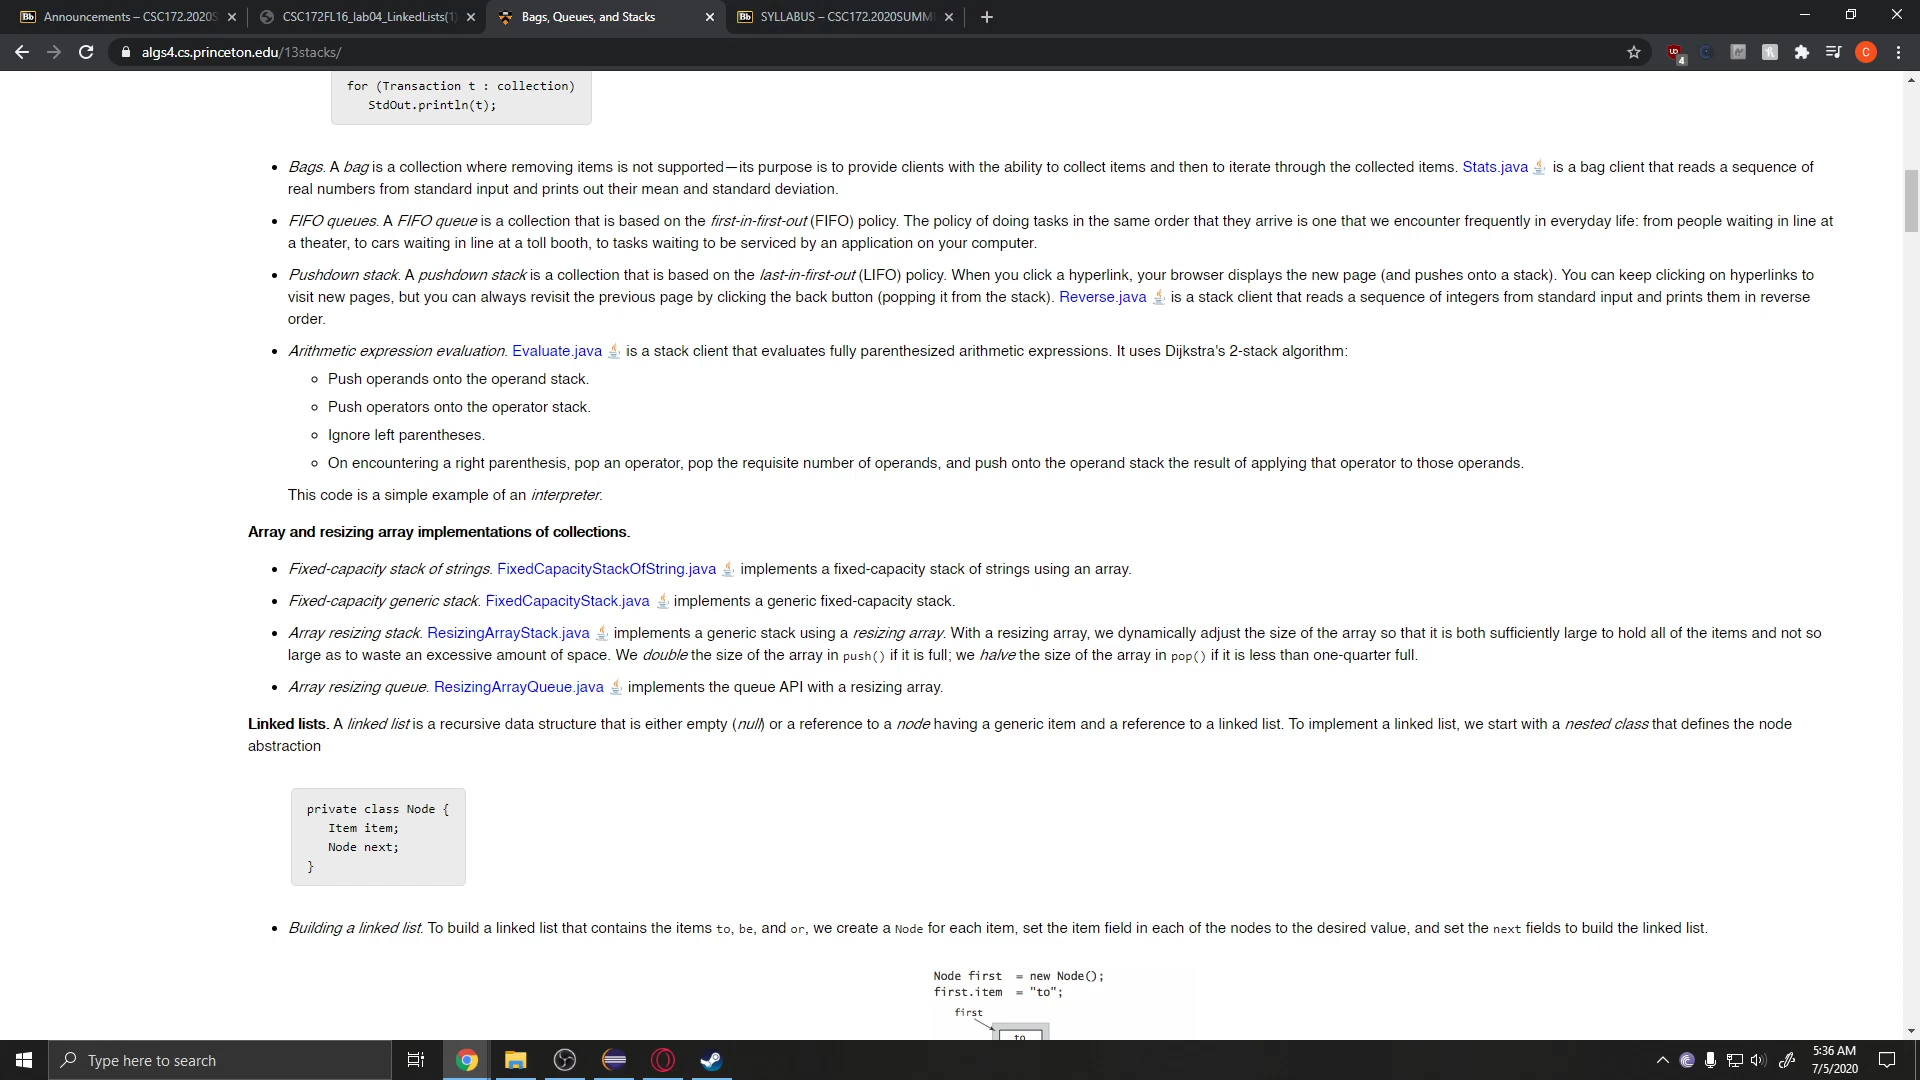 Announcements – CSC172.2020S
CSC172FL16_lab04_LinkedLists(1)
Bags, Queues, and Stacks
SYLLABUS – CSC172.2020SUMM
algs4.cs.princeton.edu/13stacks/
4
C
for (Transaction t : collection)
StdOut.println(t);
• Bags. A bag is a collection where removing items is not supported—its purpose is to provide clients with the ability to collect items and then to iterate through the collected items. Stats.java is a bag client that reads a sequence of
real numbers from standard input and prints out their mean and standard deviation.
• FIFO queues. A FIFO queue is a collection that is based on the first-in-first-out (FIFO) policy. The policy of doing tasks in the same order that they arrive is one that we encounter frequently in everyday life: from people waiting in line at
a theater, to cars waiting in line at a toll booth, to tasks waiting to be serviced by an application on your computer.
• Pushdown stack. A pushdown stack is a collection that is based on the last-in-first-out (LIFO) policy. When you click a hyperlink, your browser displays the new page (and pushes onto a stack). You can keep clicking on hyperlinks to
visit new pages, but you can always revisit the previous page by clicking the back button (popping it from the stack). Reverse.java is a stack client that reads a sequence of integers from standard input and prints them in reverse
order.
• Arithmetic expression evaluation. Evaluate.java is a stack client that evaluates fully parenthesized arithmetic expressions. It uses Dijkstra's 2-stack algorithm:
Push operands onto the operand stack.
Push operators onto the operator stack.
Ignore left parentheses.
On encountering a right parenthesis, pop an operator, pop the requisite number of operands, and push onto the operand stack the result of applying that operator to those operands.
This code is a simple example of an interpreter.
Array and resizing array implementations of collections.
• Fixed-capacity stack of strings. FixedCapacityStackOfString.java implements a fixed-capacity stack of strings using an array.
• Fixed-capacity generic stack. FixedCapacityStack.java implements a generic fixed-capacity stack.
• Array resizing stack. ResizingArrayStack.java implements a generic stack using a resizing array. With a resizing array, we dynamically adjust the size of the array so that it is both sufficiently large to hold all of the items and not so
large as to waste an excessive amount of space. We double the size of the array in push() if it is full; we halve the size of the array in pop() if it is less than one-quarter full.
• Array resizing queue. ResizingArrayQueue.java implements the queue API with a resizing array.
Linked lists. A linked list is a recursive data structure that is either empty (null) or a reference to a node having a generic item and a reference to a linked list. To implement a linked list, we start with a nested class that defines the node
abstraction
private class Node {
Item item;
Node next;
}
• Building a linked list. To build a linked list that contains the items to, be, and or, we create a Node for each item, set the item field in each of the nodes to the desired value, and set the next fields to build the linked list.
Node first = new Node();
first.item = "to";
first
to
Type here to search
5:36 AM
7/5/2020